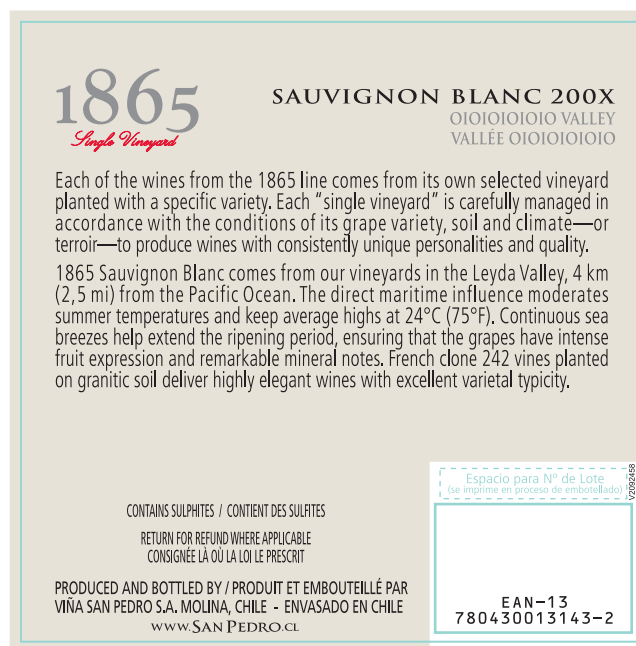 1865
Single Vineyard
SAUVIGNON BLANC 200X
OIOIOIOIOIO VALLEY
VALLÉE OIOIOIOIOIO
Each of the wines from the 1865 line comes from its own selected vineyard
planted with a specific variety. Each “single vineyard” is carefully managed in
accordance with the conditions of its grape variety, soil and climate—or
terroir—to produce wines with consistently unique personalities and quality.
1865 Sauvignon Blanc comes from our vineyards in the Leyda Valley, 4 km
(2,5 mi) from the Pacific Ocean. The direct maritime influence moderates
summer temperatures and keep average highs at 24°C (75°F). Continuous sea
breezes help extend the ripening period, ensuring that the grapes have intense
fruit expression and remarkable mineral notes. French clone 242 vines planted
on granitic soil deliver highly elegant wines with excellent varietal typicity.
CONTAINS SULPHITES / CONTIENT DES SULFITES
RETURN FOR REFUND WHERE APPLICABLE
CONSIGNÉE LÀ OÙ LA LOI LE PRESCRIT
PRODUCED AND BOTTLED BY / PRODUIT ET EMBOUTEILLÉ PAR
VIÑA SAN PEDRO S.A. MOLINA, CHILE - ENVASADO EN CHILE
WWW.SAN PEDRO.CL
Espacio para Nº de Lote
(se imprime en proceso de embotellado)
V2092458
EAN-13
780430013143-2